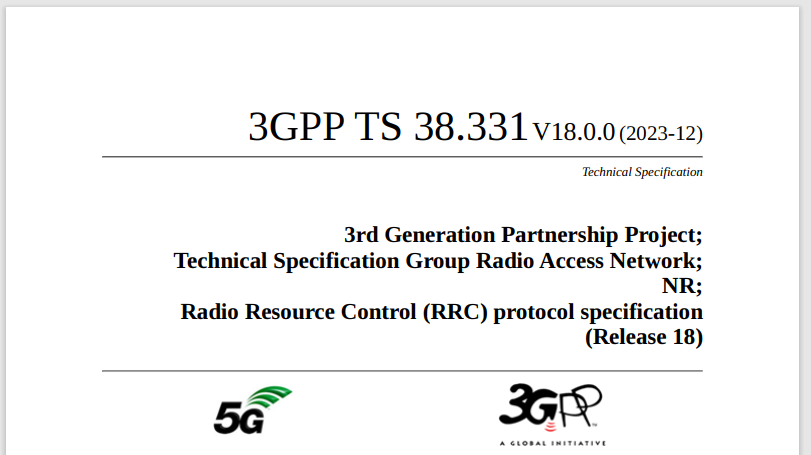 3GPP TS 38.331 V18.0.0 (2023-12)
Technical Specification
3rd Generation Partnership Project;
Technical Specification Group Radio Access Network;
NR;
Radio Resource Control (RRC) protocol specification
(Release 18)
5G
3GPP
A GLOBAL INITIATIVE